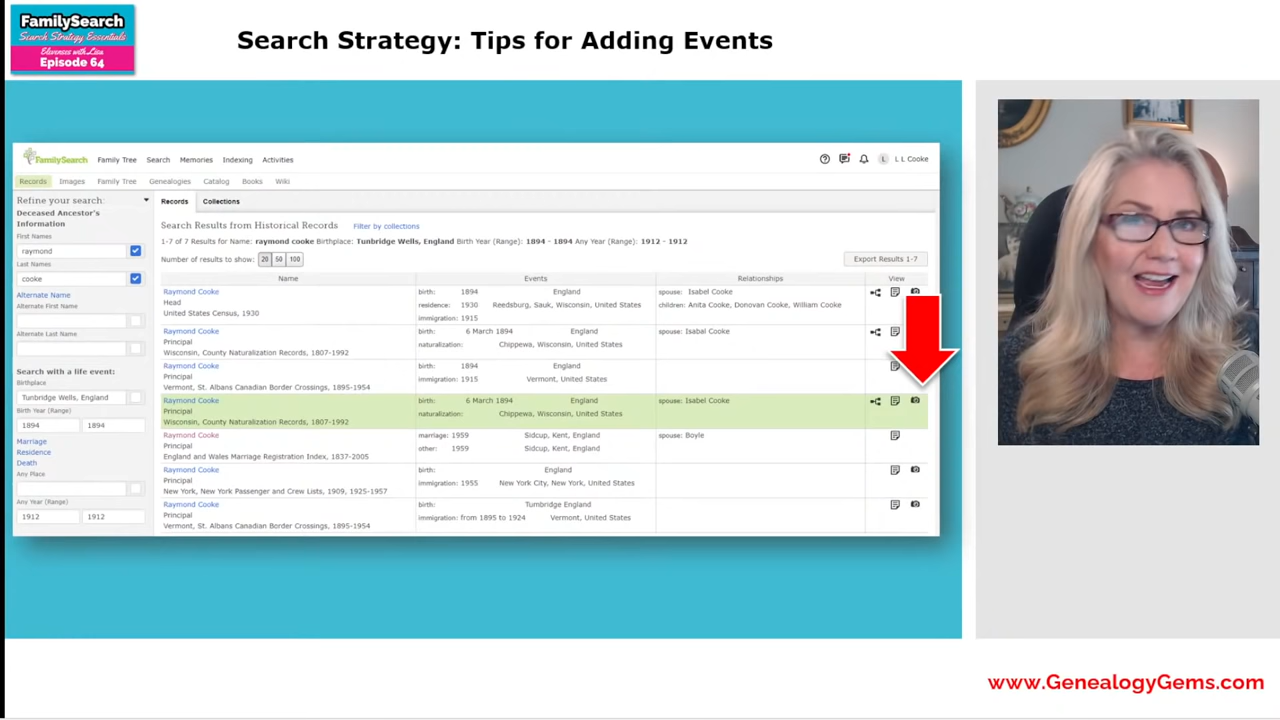 FamilySearch
Search Strategy Essentials
Elevenses with Lisa
Episode 64
Search Strategy: Tips for Adding Events
FamilySearch Family Tree Search Memories Indexing Activities L L L Cooke
Records Images Family Tree Genealogies Catalog Books Wiki
Refine your search:
Deceased Ancestor's
Information
First Names
raymond
Last Names
cooke
Alternate Name
Alternate First Name
Alternate Last Name
Search with a life event:
Birthplace
Tunbridge Wells, England
Birth Year (Range)
1894 1894
Marriage
Residence
Death
Any Place
Any Year (Range)
1912 1912
Records Collections
Search Results from Historical Records Filter by collections
1-7 of 7 Results for Name: raymond cooke Birthplace: Tunbridge Wells, England Birth Year (Range): 1894 - 1894 Any Year (Range): 1912 - 1912
Number of results to show: 20 50 100 Export Results 1-7
Name Events Relationships View
Raymond Cooke birth: 1894 spouse: Isabel Cooke
Head residence: 1930 Reedsburg, Sauk, Wisconsin, United States children: Anita Cooke, Donovan Cooke, William Cooke
United States Census, 1930 immigration: 1915
Raymond Cooke birth: 6 March 1894 England spouse: Isabal Cooke
Principal naturalization: Chippewa, Wisconsin, United States
Wisconsin, County Naturalization Records, 1807-1992
Raymond Cooke birth: 1894 England
Principal immigration: 1915 Vermont, United States
Vermont, St. Albans Canadian Border Crossings, 1895-1954
Raymond Cooke birth: 6 March 1894 England spouse: Isabel Cooke
Principal naturalization: Chippewa, Wisconsin, United States
Wisconsin, County Naturalization Records, 1807-1992
Raymond Cooke marriage: 1959 Sidcup, Kent, England spouse: Boyle
Principal other: 1959 Sidcup, Kent, England
England and Wales Marriage Registration Index, 1837-2005
Raymond Cooke birth: England
Principal immigration: 1955 New York City, New York, United States
New York, New York Passenger and Crew Lists, 1909, 1925-1957
Raymond Cooke birth: Tumbridge England
Principal immigration: from 1895 to 1924 Vermont, United States
Vermont, St. Albans Canadian Border Crossings, 1895-1954
www.GenealogyGems.com